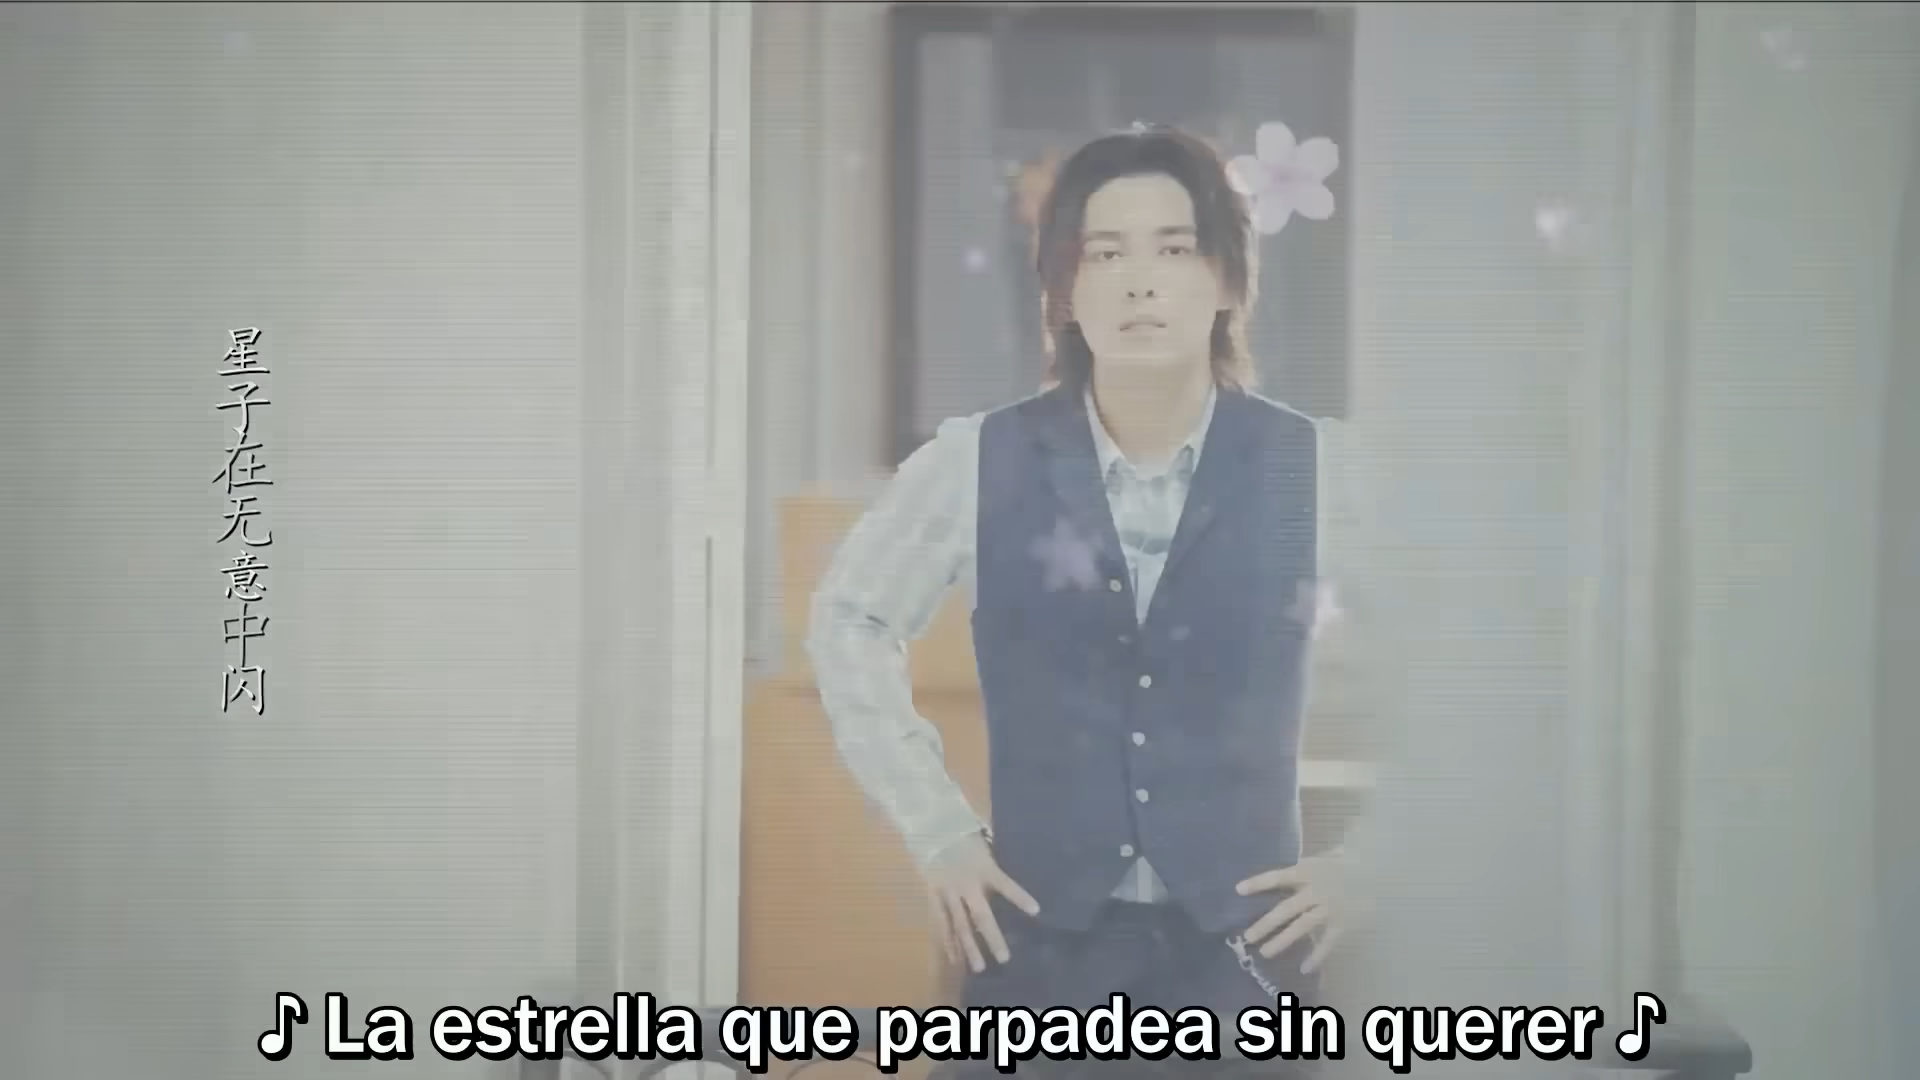 星子在无意中闪
♪ La estrella que parpadea sin querer ♪